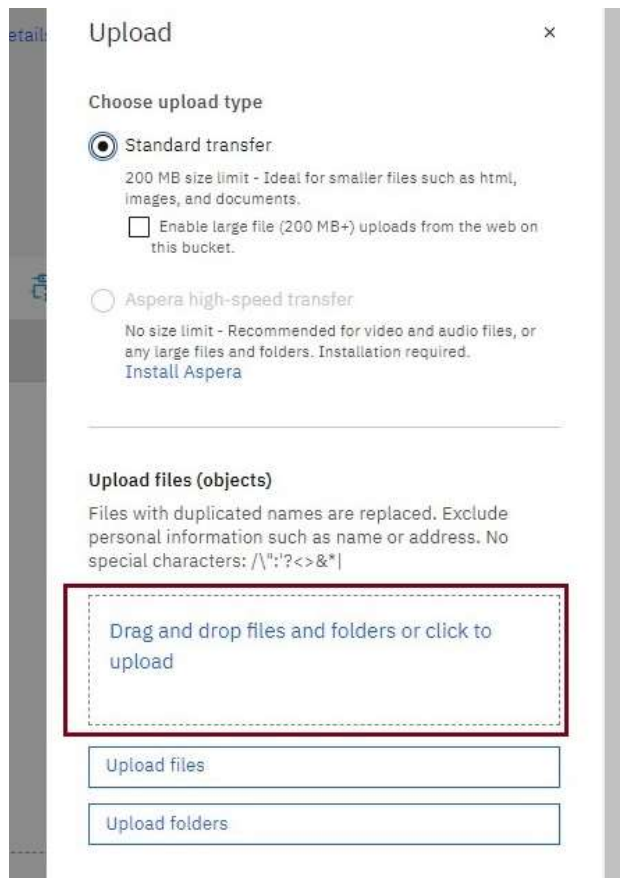 etails
Upload
×
Choose upload type
Standard transfer
200 MB size limit - Ideal for smaller files such as html,
images, and documents.
Enable large file (200 MB+) uploads from the web on
this bucket.
Aspera high-speed transfer
No size limit - Recommended for video and audio files, or
any large files and folders. Installation required.
Install Aspera
Upload files (objects)
Files with duplicated names are replaced. Exclude
personal information such as name or address. No
special characters: /\":'?<>&*|
Drag and drop files and folders or click to
upload
Upload files
Upload folders